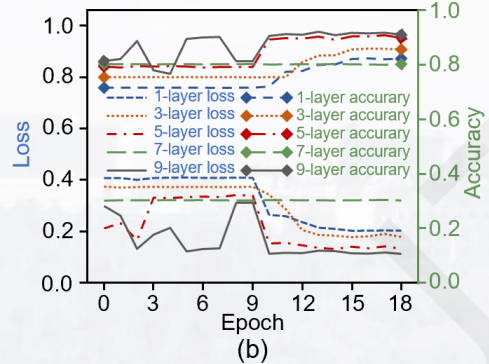 1.0
0.8
0.6
0.4
0.2
0.0
Loss
1.0
0.8
0.6
0.4
0.2
0.0
Accuracy
1-layer loss 1-layer accurary
3-layer loss 3-layer accurary
5-layer loss 5-layer accurary
7-layer loss 7-layer accurary
9-layer loss 9-layer accurary
0 3 6 9 12 15 18
Epoch
(b)